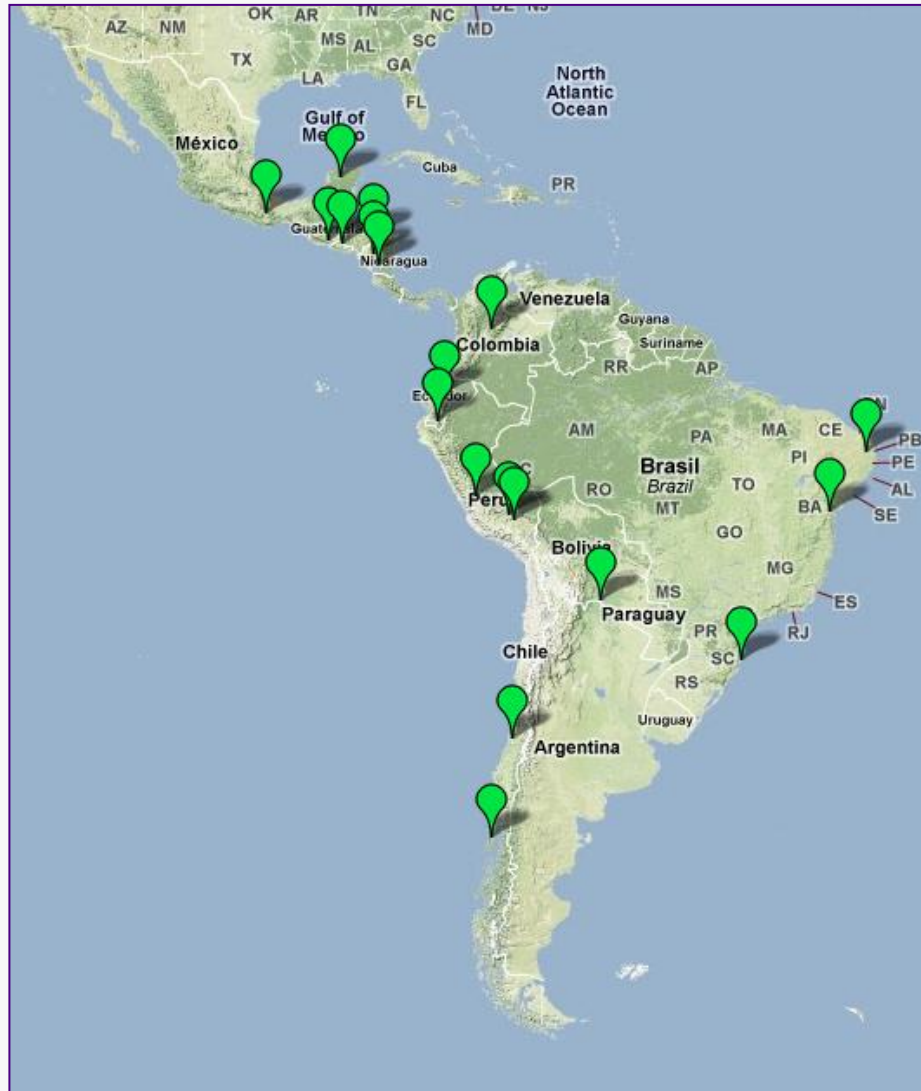 OK
AR
TN
NC
DE
NJ
AZ
NM
MS
AL
SC
MD
TX
GA
LA
FL
North
Atlantic
Ocean
Gulf of
México
Cuba
PR
Nicaragua
Venezuela
Guyana
Colombia
Suriname
RR
AP
AM
PA
MA
CE
PB
PI
PE
Brasil
Brazil
TO
AL
RO
MT
BA
SE
Peru
GO
Bolivia
MG
MS
ES
Paraguay
PR
RJ
Chile
SC
RS
Uruguay
Argentina